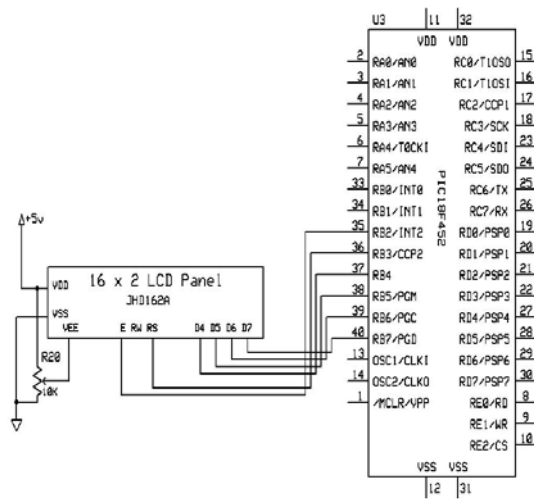 U3
11 32
VDD VDD
2 RA0/AN0 RC0/T1OSO 15
3 RA1/AN1 RC1/T1OSI 16
4 RA2/AN2 RC2/CCP1 17
5 RA3/AN3 RC3/SCK 18
6 RA4/T0CKI RC4/SDI 23
7 RA5/AN4 RC5/SDO 24
33 RB0/INT0 RC6/TX 25
34 RB1/INT1 RC7/RX 26
35 RB2/INT2 RD0/PSP0 19
36 RB3/CCP2 RD1/PSP1 20
37 RB4 RD2/PSP2 21
38 RB5/PGM RD3/PSP3 22
39 RB6/PGC RD4/PSP4 27
40 RB7/PGD RD5/PSP5 28
13 OSC1/CLKI RD6/PSP6 29
14 OSC2/CLKO RD7/PSP7 30
1 /MCLR/VPP RE0/RD 8
RE1/WR 9
RE2/CS 10
VSS VSS
12 31
PIC18F452
+5v
16 x 2 LCD Panel
VDD
JHD162A
VSS
VEE E RW RS D4 D5 D6 D7
R20
10K